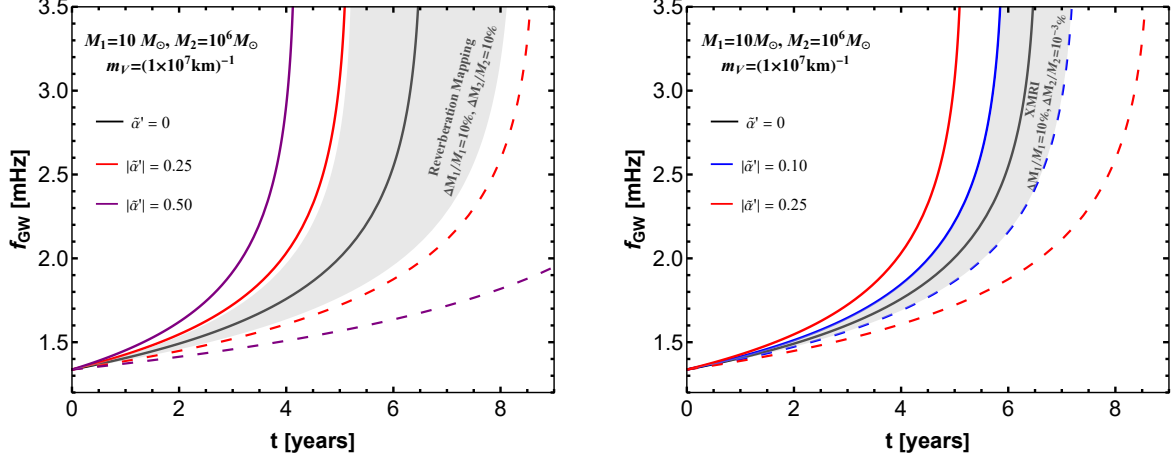 3.5
3.0
2.5
2.0
1.5
f_GW [mHz]
M₁=10 M⊙, M₂=10⁶M⊙
m_V=(1×10⁷km)⁻¹
α̃' = 0
|α̃'| = 0.25
|α̃'| = 0.50
Reverberation Mapping
ΔM₁/M₁=10%, ΔM₂/M₂=10%
0 2 4 6 8
t [years]
3.5
3.0
2.5
2.0
1.5
f_GW [mHz]
M₁=10M⊙, M₂=10⁶M⊙
m_V=(1×10⁷km)⁻¹
α̃' = 0
|α̃'| = 0.10
|α̃'| = 0.25
XMRI
ΔM₁/M₁=10%, ΔM₂/M₂=10⁻³%
0 2 4 6 8
t [years]